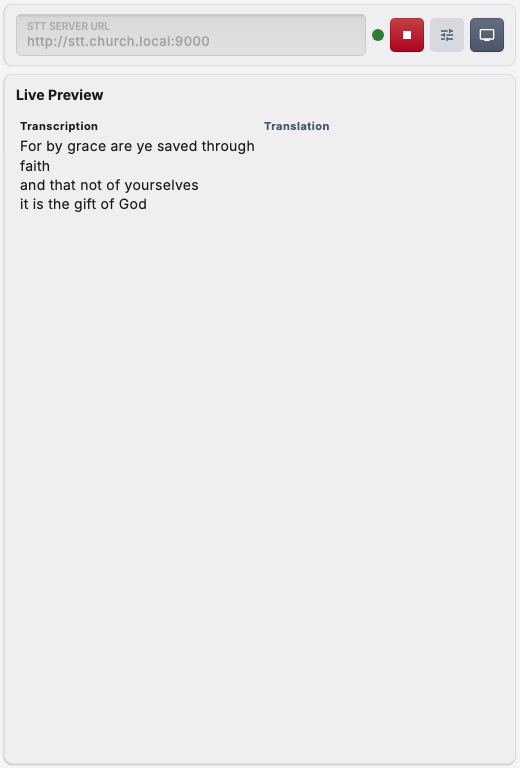 STT SERVER URL
http://stt.church.local:9000
Live Preview
Transcription
Translation
For by grace are ye saved through
faith
and that not of yourselves
it is the gift of God